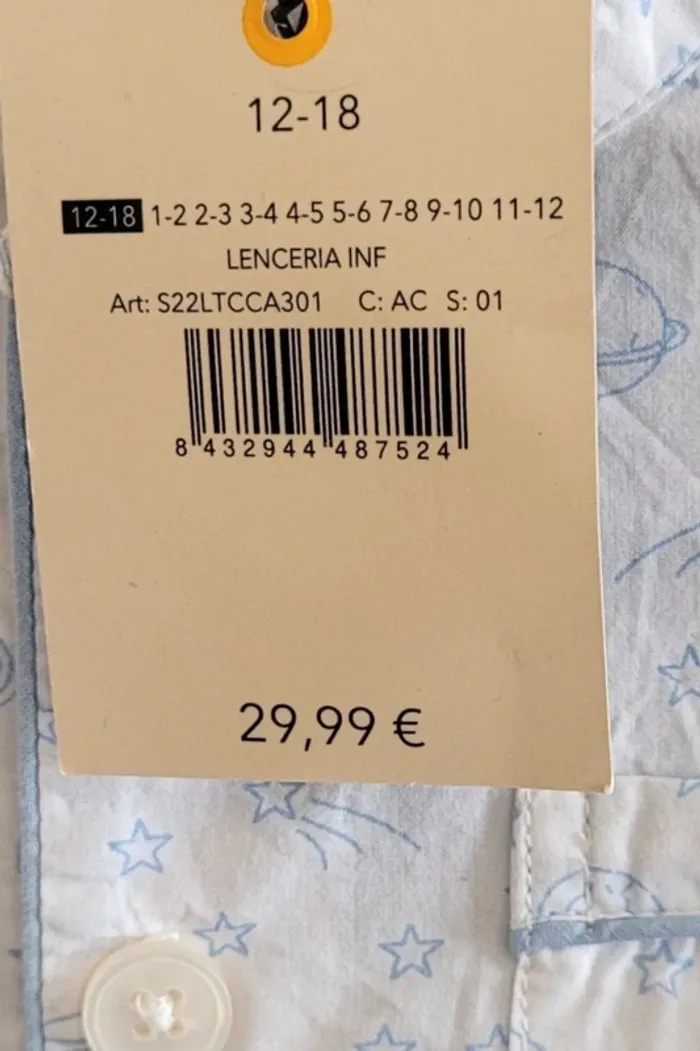 12-18
12-18 1-2 2-3 3-4 4-5 5-6 7-8 9-10 11-12
LENCERIA INF
Art: S22LTCCA301 C: AC S: 01
8 432944 487524
29,99 €